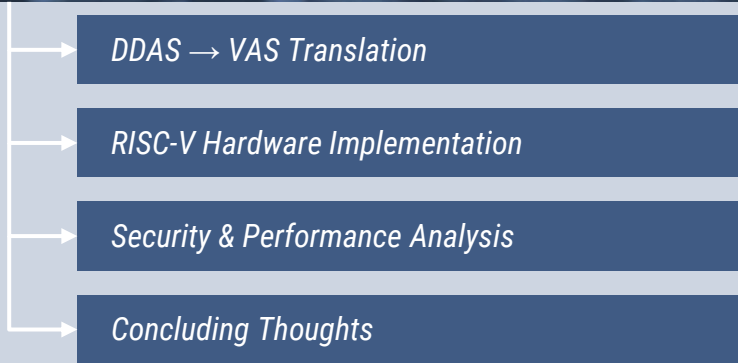 DDAS → VAS Translation
RISC-V Hardware Implementation
Security & Performance Analysis
Concluding Thoughts